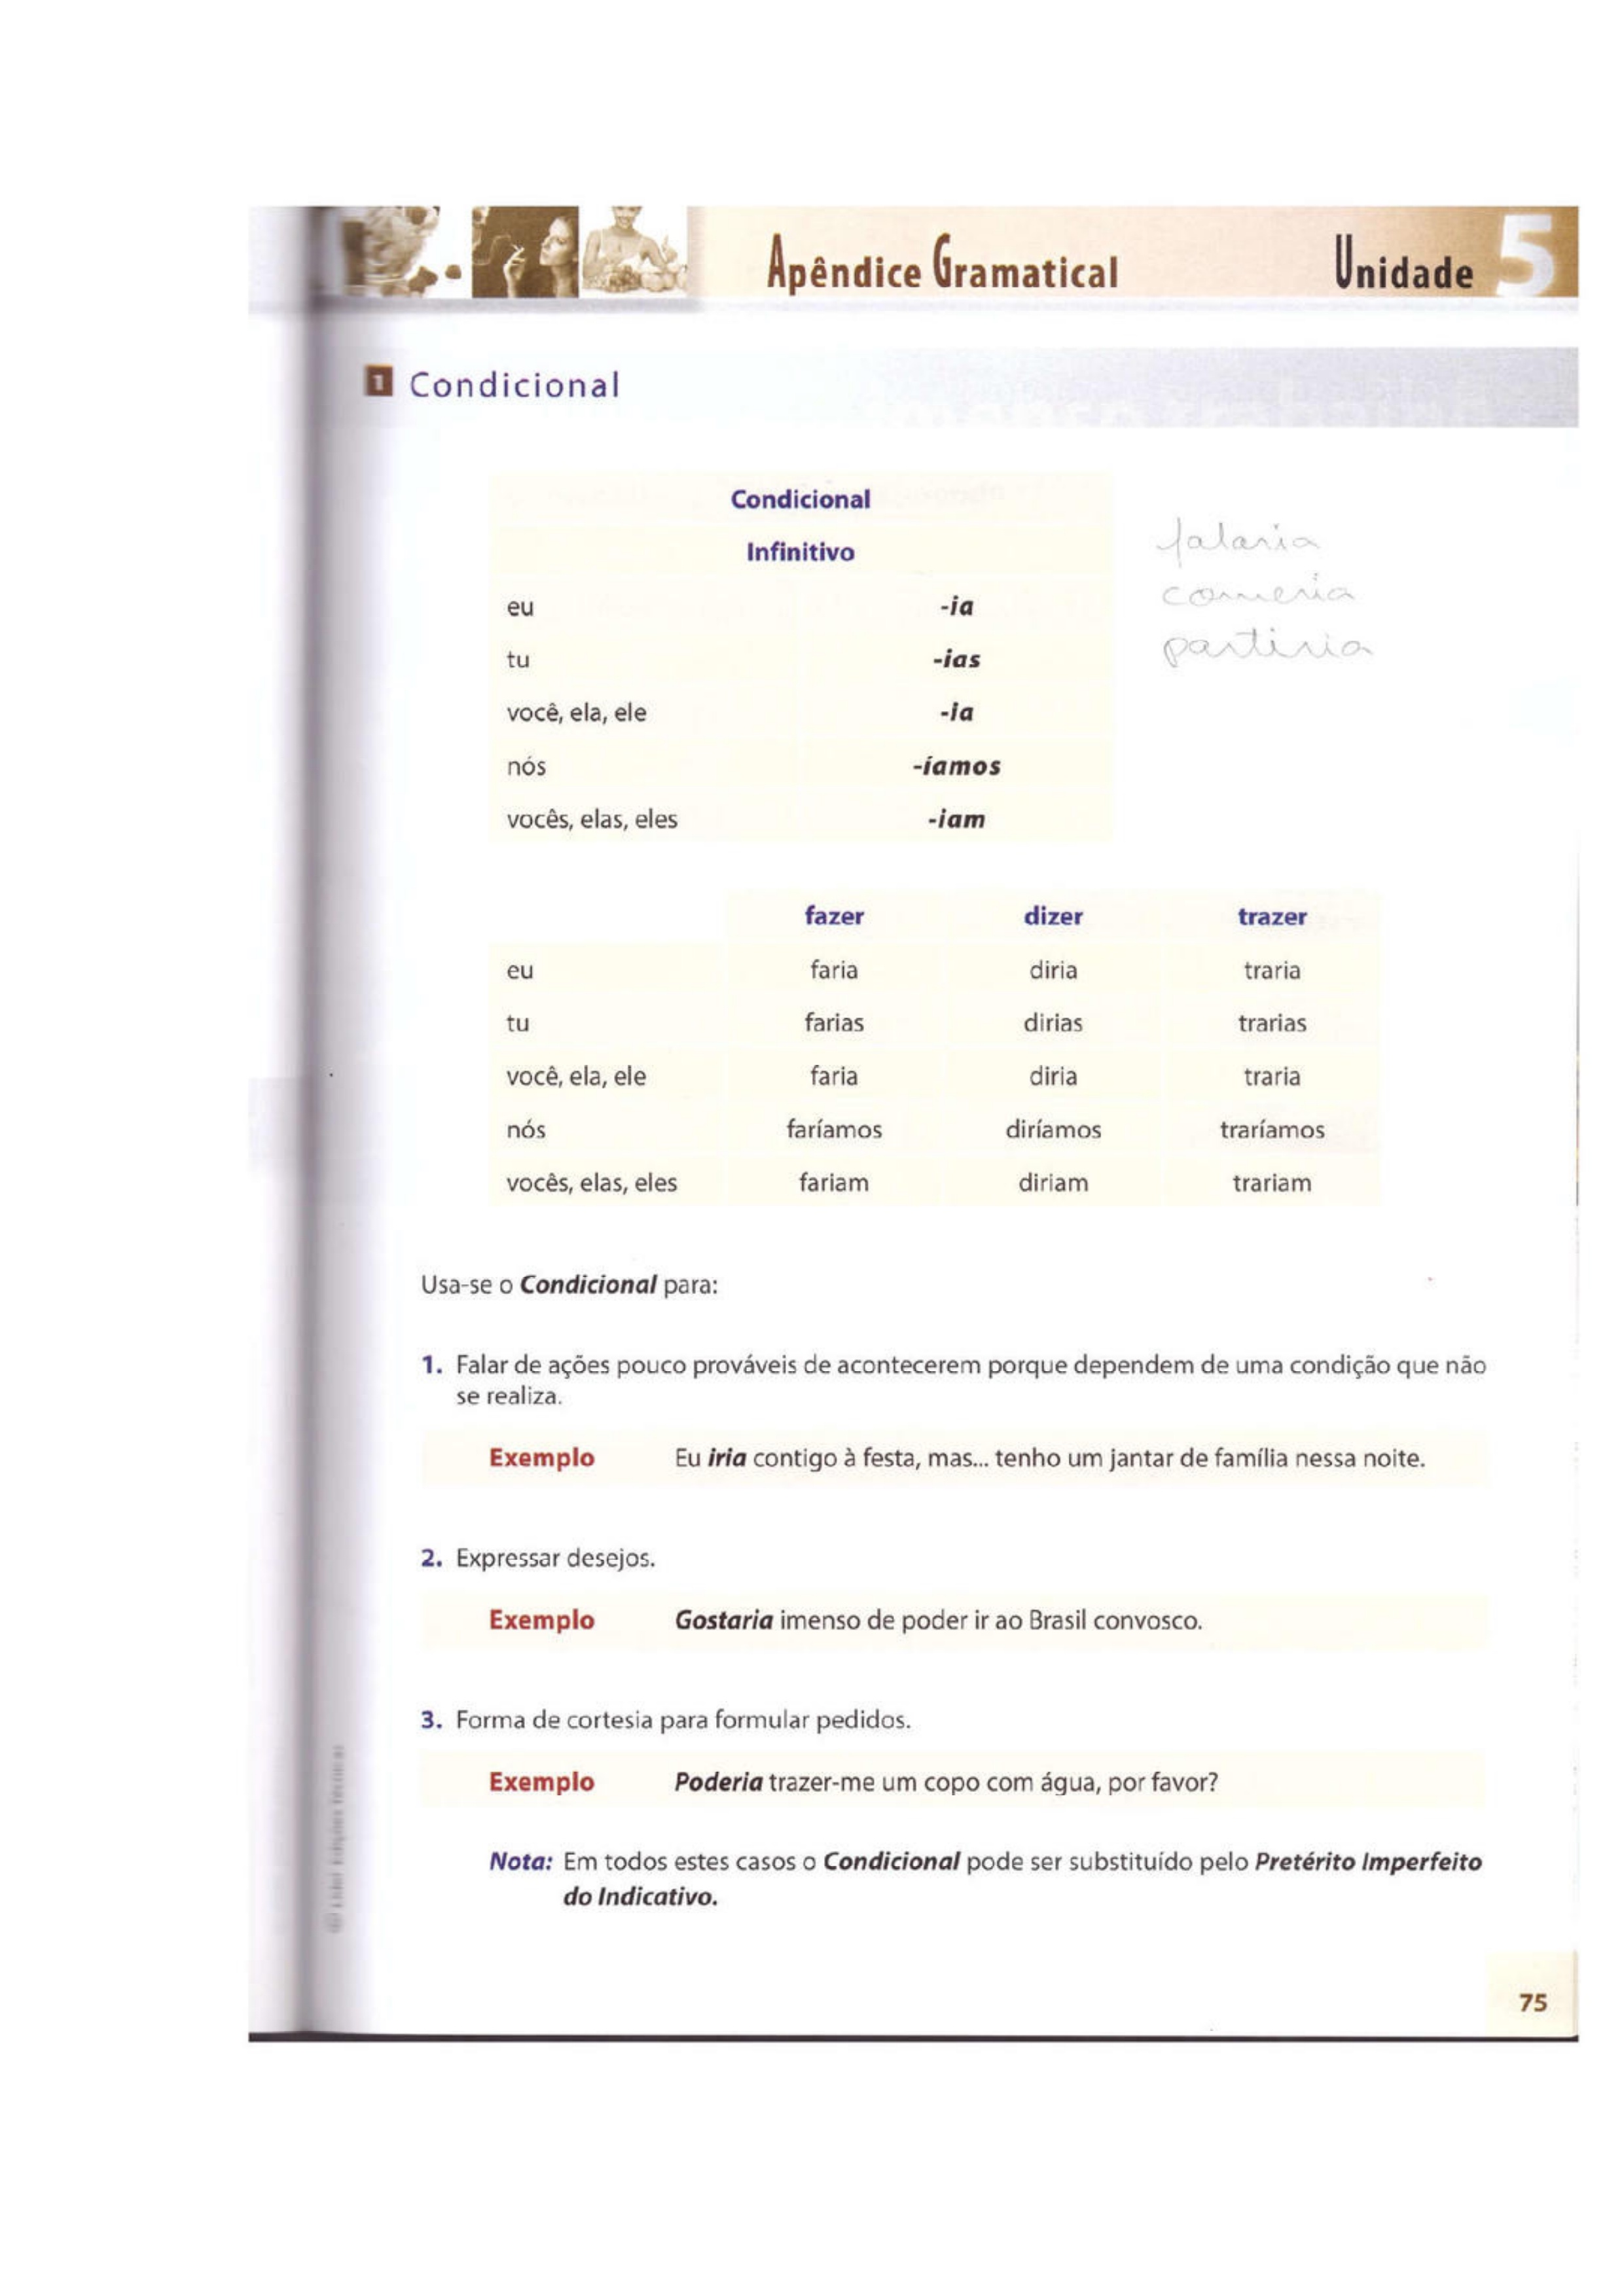 Apêndice Gramatical Unidade 5
1 Condicional
Condicional
Infinitivo
eu -ia
tu -ias
você, ela, ele -ia
nós -íamos
vocês, elas, eles -iam
falaria
comeria
partiria
fazer dizer trazer
eu faria diria traria
tu farias dirias trarias
você, ela, ele faria diria traria
nós faríamos diríamos traríamos
vocês, elas, eles fariam diriam trariam
Usa-se o Condicional para:
1. Falar de ações pouco prováveis de acontecerem porque dependem de uma condição que não
se realiza.
Exemplo Eu iria contigo à festa, mas... tenho um jantar de família nessa noite.
2. Expressar desejos.
Exemplo Gostaria imenso de poder ir ao Brasil convosco.
3. Forma de cortesia para formular pedidos.
Exemplo Poderia trazer-me um copo com água, por favor?
Nota: Em todos estes casos o Condicional pode ser substituído pelo Pretérito Imperfeito
do Indicativo.
75